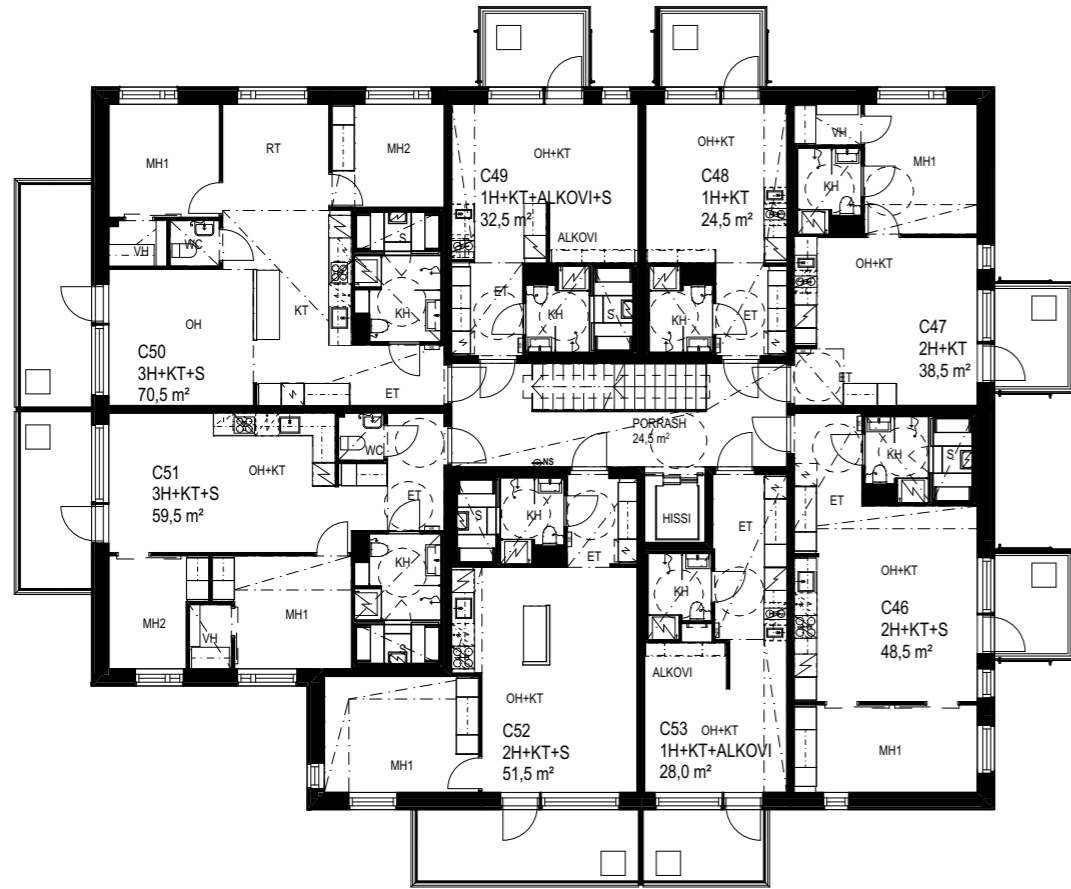 MH1
RT
MH2
VH
WC
S
KH
OH
KT
ET
C50
3H+KT+S
70,5 m²
OH+KT
C49
1H+KT+ALKOVI+S
32,5 m²
ALKOVI
ET
KH
S
OH+KT
C48
1H+KT
24,5 m²
KH
ET
VH
MH1
KH
OH+KT
C47
2H+KT
38,5 m²
ET
PORRASH
24,5 m²
NS
HISSI
C51
3H+KT+S
59,5 m²
OH+KT
WC
ET
KH
MH2
VH
MH1
S
S
KH
ET
OH+KT
C52
2H+KT+S
51,5 m²
MH1
ET
KH
ALKOVI
OH+KT
C53
1H+KT+ALKOVI
28,0 m²
KH
S
ET
OH+KT
C46
2H+KT+S
48,5 m²
MH1